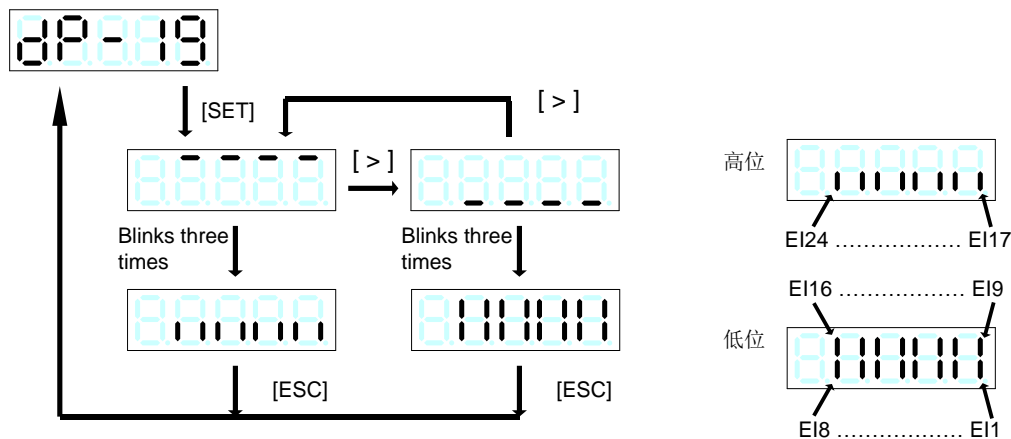 dP - 19
[SET]
[ > ]
[ > ]
Blinks three
times
Blinks three
times
[ESC]
[ESC]
高位
EI24 .................. EI17
EI16 .................. EI9
低位
EI8 .................. EI1